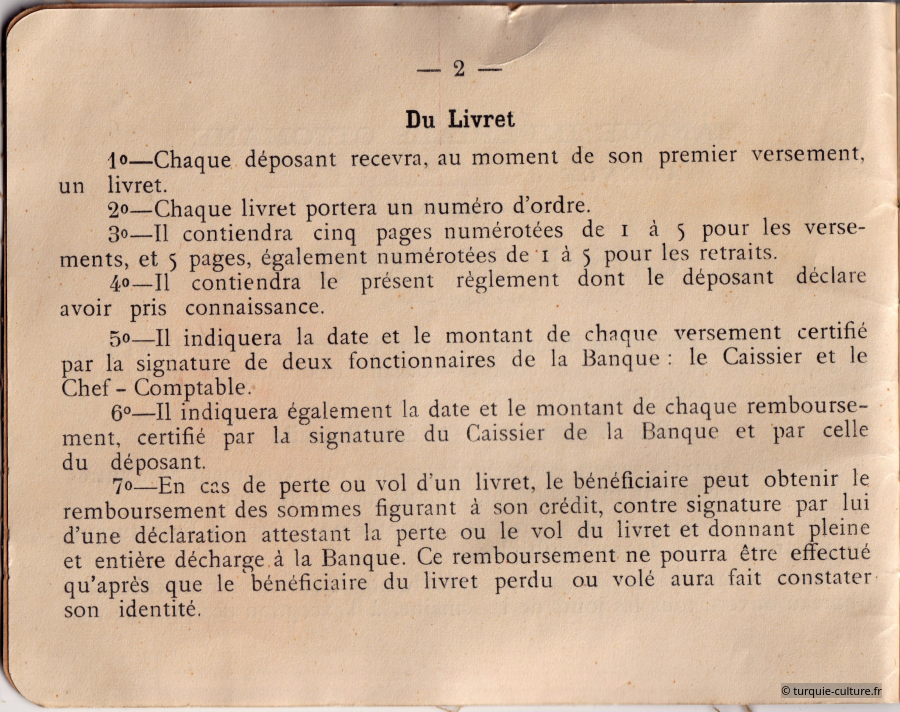 — 2 —
Du Livret
1o—Chaque déposant recevra, au moment de son premier versement,
un livret.
2o—Chaque livret portera un numéro d'ordre.
3o—Il contiendra cinq pages numérotées de 1 à 5 pour les verse-
ments, et 5 pages, également numérotées de 1 à 5 pour les retraits.
4o—Il contiendra le présent règlement dont le déposant déclare
avoir pris connaissance.
5o—Il indiquera la date et le montant de chaque versement certifié
par la signature de deux fonctionnaires de la Banque : le Caissier et le
Chef - Comptable.
6o—Il indiquera également la date et le montant de chaque rembourse-
ment, certifié par la signature du Caissier de la Banque et par celle
du déposant.
7o—En cas de perte ou vol d'un livret, le bénéficiaire peut obtenir le
remboursement des sommes figurant à son crédit, contre signature par lui
d'une déclaration attestant la perte ou le vol du livret et donnant pleine
et entière décharge à la Banque. Ce remboursement ne pourra être effectué
qu'après que le bénéficiaire du livret perdu ou volé aura fait constater
son identité.
© turquie-culture.fr